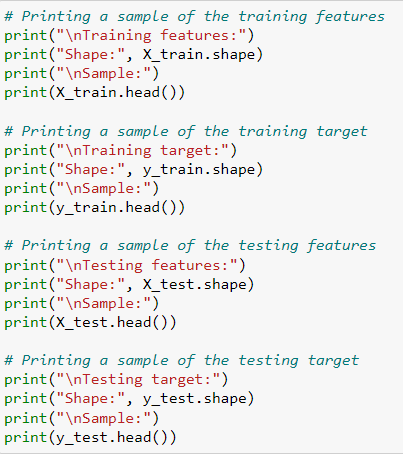 # Printing a sample of the training features
print("\nTraining features:")
print("Shape:", X_train.shape)
print("\nSample:")
print(X_train.head())

# Printing a sample of the training target
print("\nTraining target:")
print("Shape:", y_train.shape)
print("\nSample:")
print(y_train.head())

# Printing a sample of the testing features
print("\nTesting features:")
print("Shape:", X_test.shape)
print("\nSample:")
print(X_test.head())

# Printing a sample of the testing target
print("\nTesting target:")
print("Shape:", y_test.shape)
print("\nSample:")
print(y_test.head())